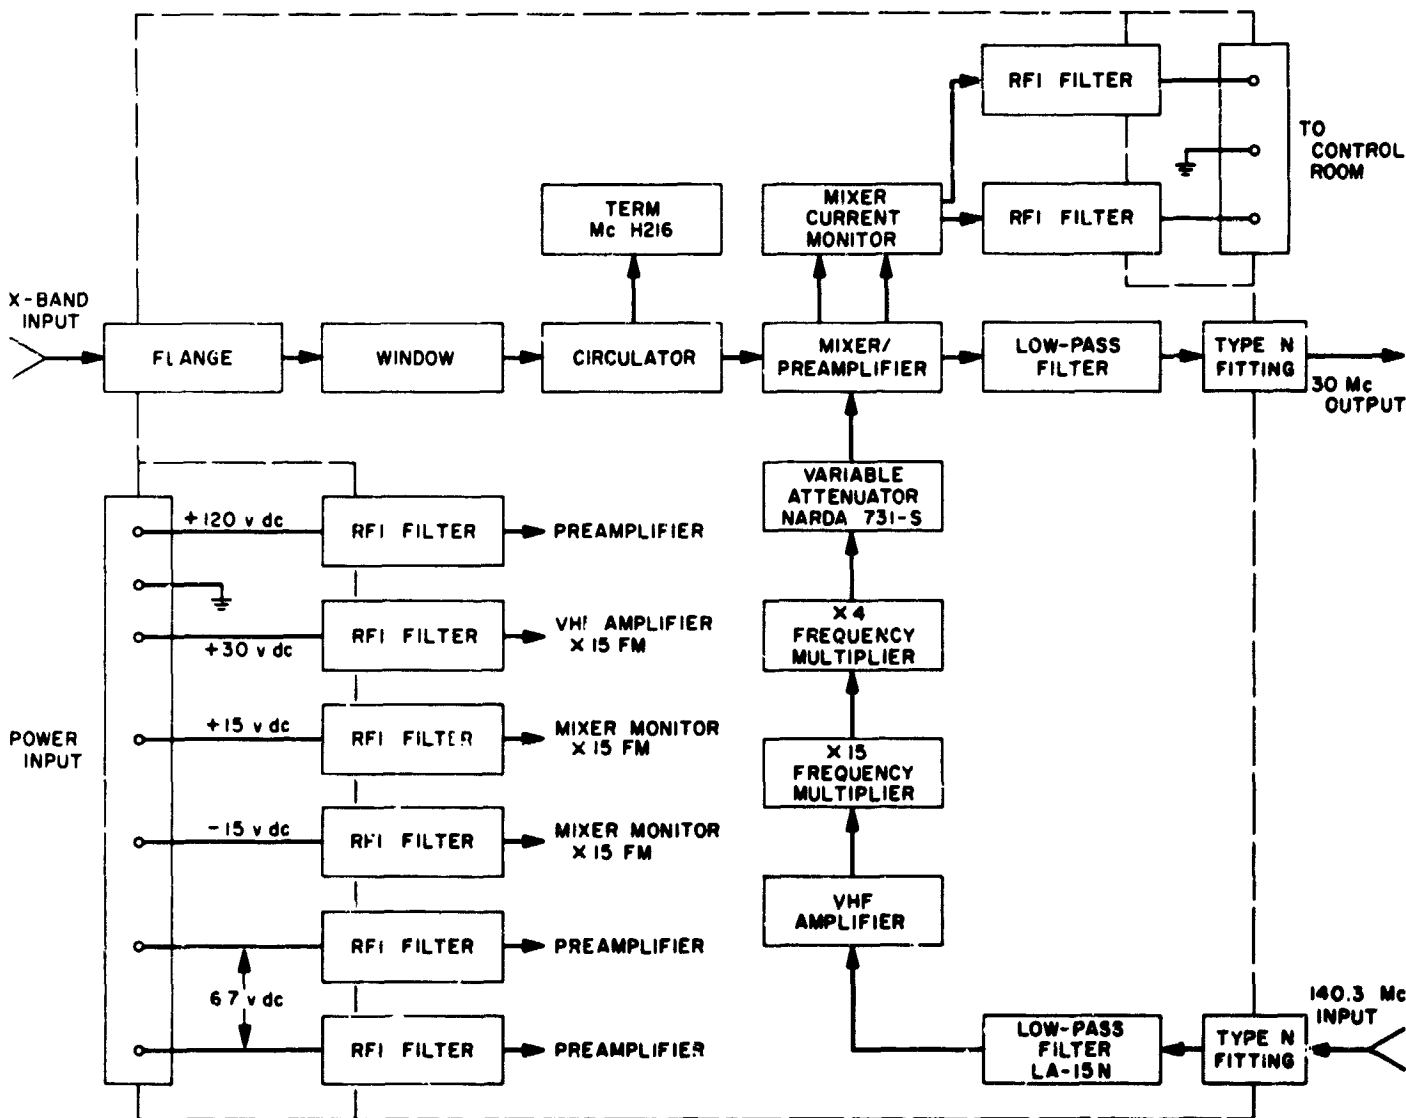 RFI FILTER
TO
CONTROL
ROOM
TERM
Mc H216
MIXER
CURRENT
MONITOR
RFI FILTER
X-BAND
INPUT
FLANGE
WINDOW
CIRCULATOR
MIXER/
PREAMPLIFIER
LOW-PASS
FILTER
TYPE N
FITTING
30 Mc
OUTPUT
VARIABLE
ATTENUATOR
NARDA 731-S
+120 v dc
RFI FILTER
PREAMPLIFIER
+30 v dc
RFI FILTER
VHF AMPLIFIER
X 15 FM
X 4
FREQUENCY
MULTIPLIER
POWER
INPUT
+15 v dc
RFI FILTER
MIXER MONITOR
X 15 FM
X 15
FREQUENCY
MULTIPLIER
-15 v dc
RFI FILTER
MIXER MONITOR
X 15 FM
VHF
AMPLIFIER
RFI FILTER
PREAMPLIFIER
6.7 v dc
RFI FILTER
PREAMPLIFIER
LOW-PASS
FILTER
LA-15N
TYPE N
FITTING
140.3 Mc
INPUT